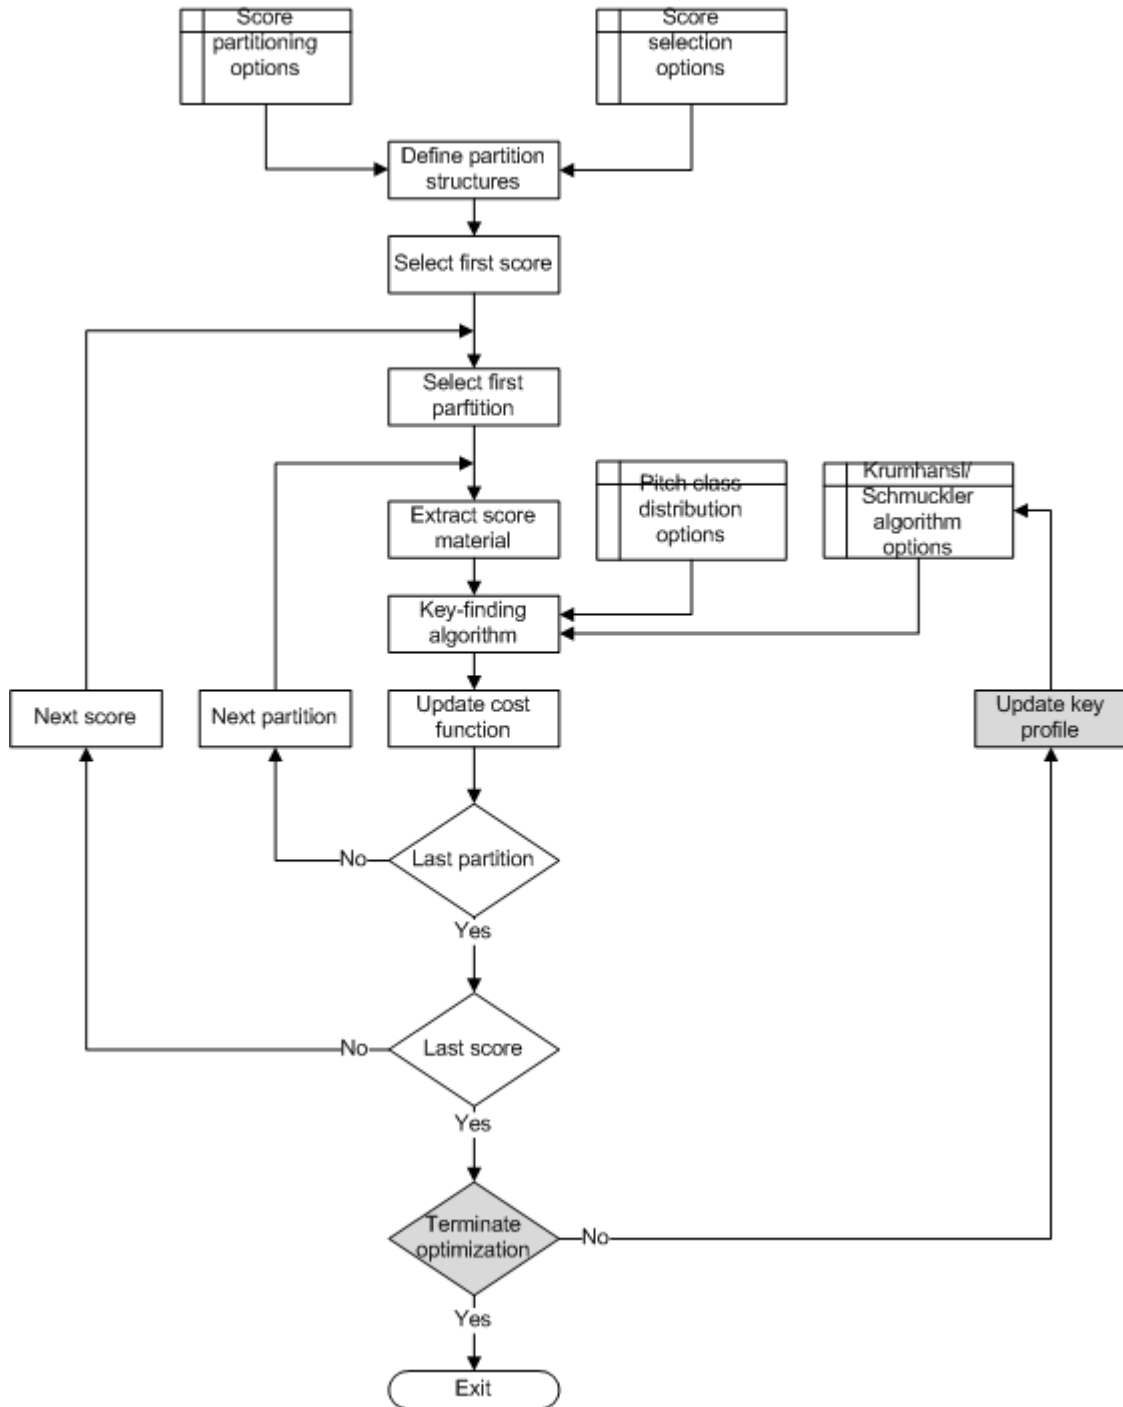 Score
partitioning
options
Score
selection
options
Define partition
structures
Select first score
Select first
parftition
Extract score
material
Pitch class
distribution
options
Krumhansl/
Schmuckler
algorithm
options
Key-finding
algorithm
Next score
Next partition
Update cost
function
Update key
profile
No
Last partition
Yes
No
Last score
Yes
Terminate
optimization
No
Yes
Exit